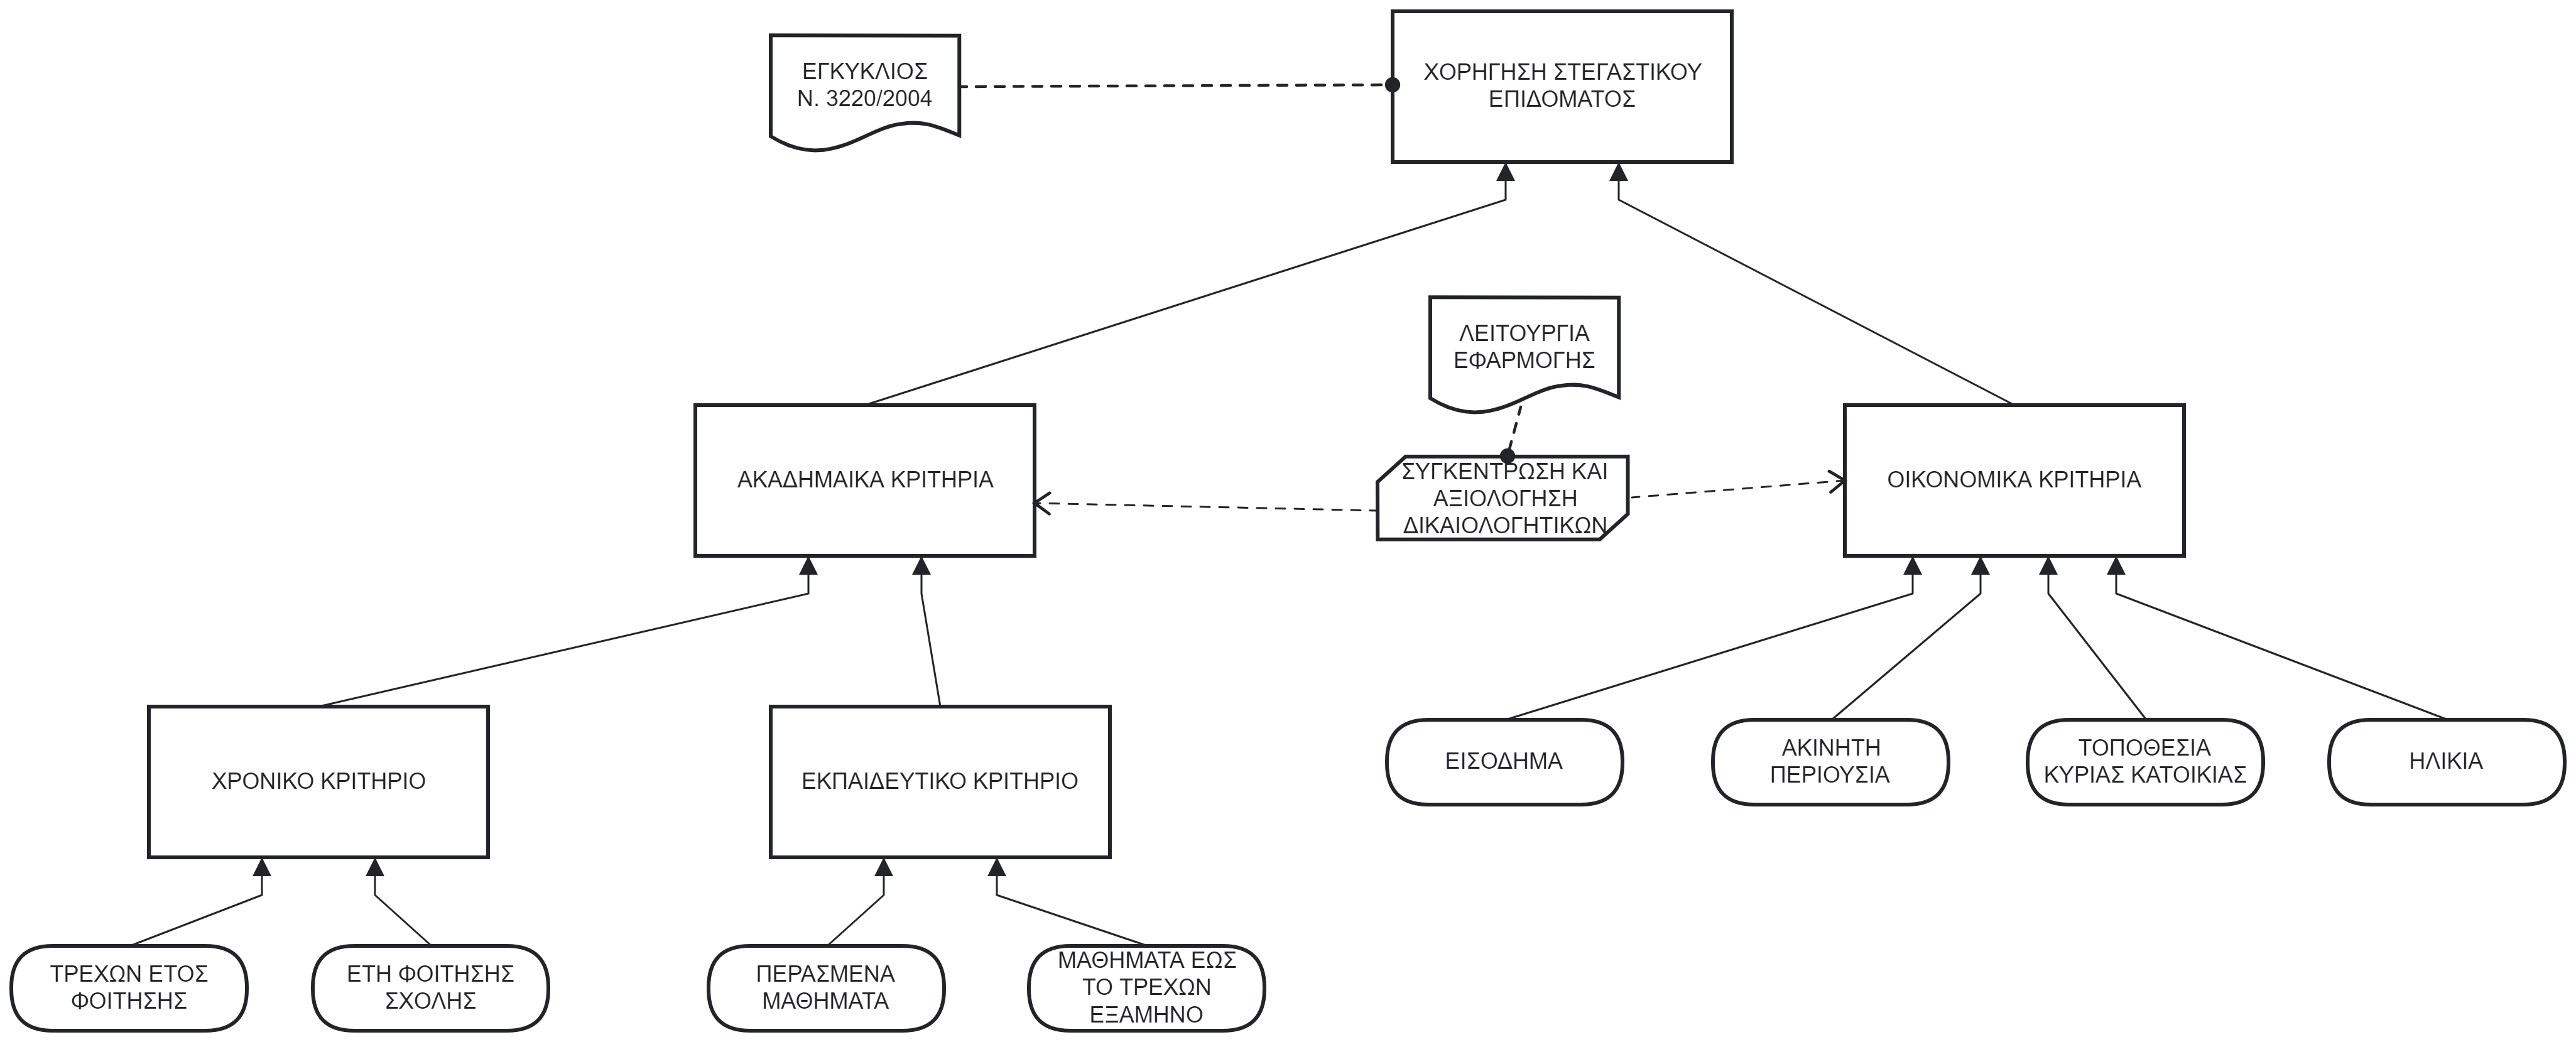 ΕΓΚΥΚΛΙΟΣ
Ν. 3220/2004
ΧΟΡΗΓΗΣΗ ΣΤΕΓΑΣΤΙΚΟΥ
ΕΠΙΔΟΜΑΤΟΣ
ΛΕΙΤΟΥΡΓΙΑ
ΕΦΑΡΜΟΓΗΣ
ΑΚΑΔΗΜΑΙΚΑ ΚΡΙΤΗΡΙΑ
ΣΥΓΚΕΝΤΡΩΣΗ ΚΑΙ
ΑΞΙΟΛΟΓΗΣΗ
ΔΙΚΑΙΟΛΟΓΗΤΙΚΩΝ
ΟΙΚΟΝΟΜΙΚΑ ΚΡΙΤΗΡΙΑ
ΧΡΟΝΙΚΟ ΚΡΙΤΗΡΙΟ
ΕΚΠΑΙΔΕΥΤΙΚΟ ΚΡΙΤΗΡΙΟ
ΕΙΣΟΔΗΜΑ
ΑΚΙΝΗΤΗ
ΠΕΡΙΟΥΣΙΑ
ΤΟΠΟΘΕΣΙΑ
ΚΥΡΙΑΣ ΚΑΤΟΙΚΙΑΣ
ΗΛΙΚΙΑ
ΤΡΕΧΩΝ ΕΤΟΣ
ΦΟΙΤΗΣΗΣ
ΕΤΗ ΦΟΙΤΗΣΗΣ
ΣΧΟΛΗΣ
ΠΕΡΑΣΜΕΝΑ
ΜΑΘΗΜΑΤΑ
ΜΑΘΗΜΑΤΑ ΕΩΣ
ΤΟ ΤΡΕΧΩΝ
ΕΞΑΜΗΝΟ